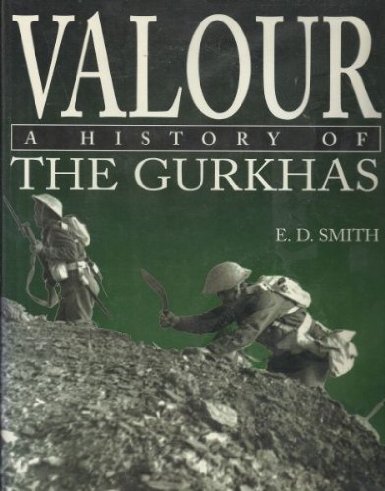 VALOUR
A HISTORY OF
THE GURKHAS
E. D. SMITH